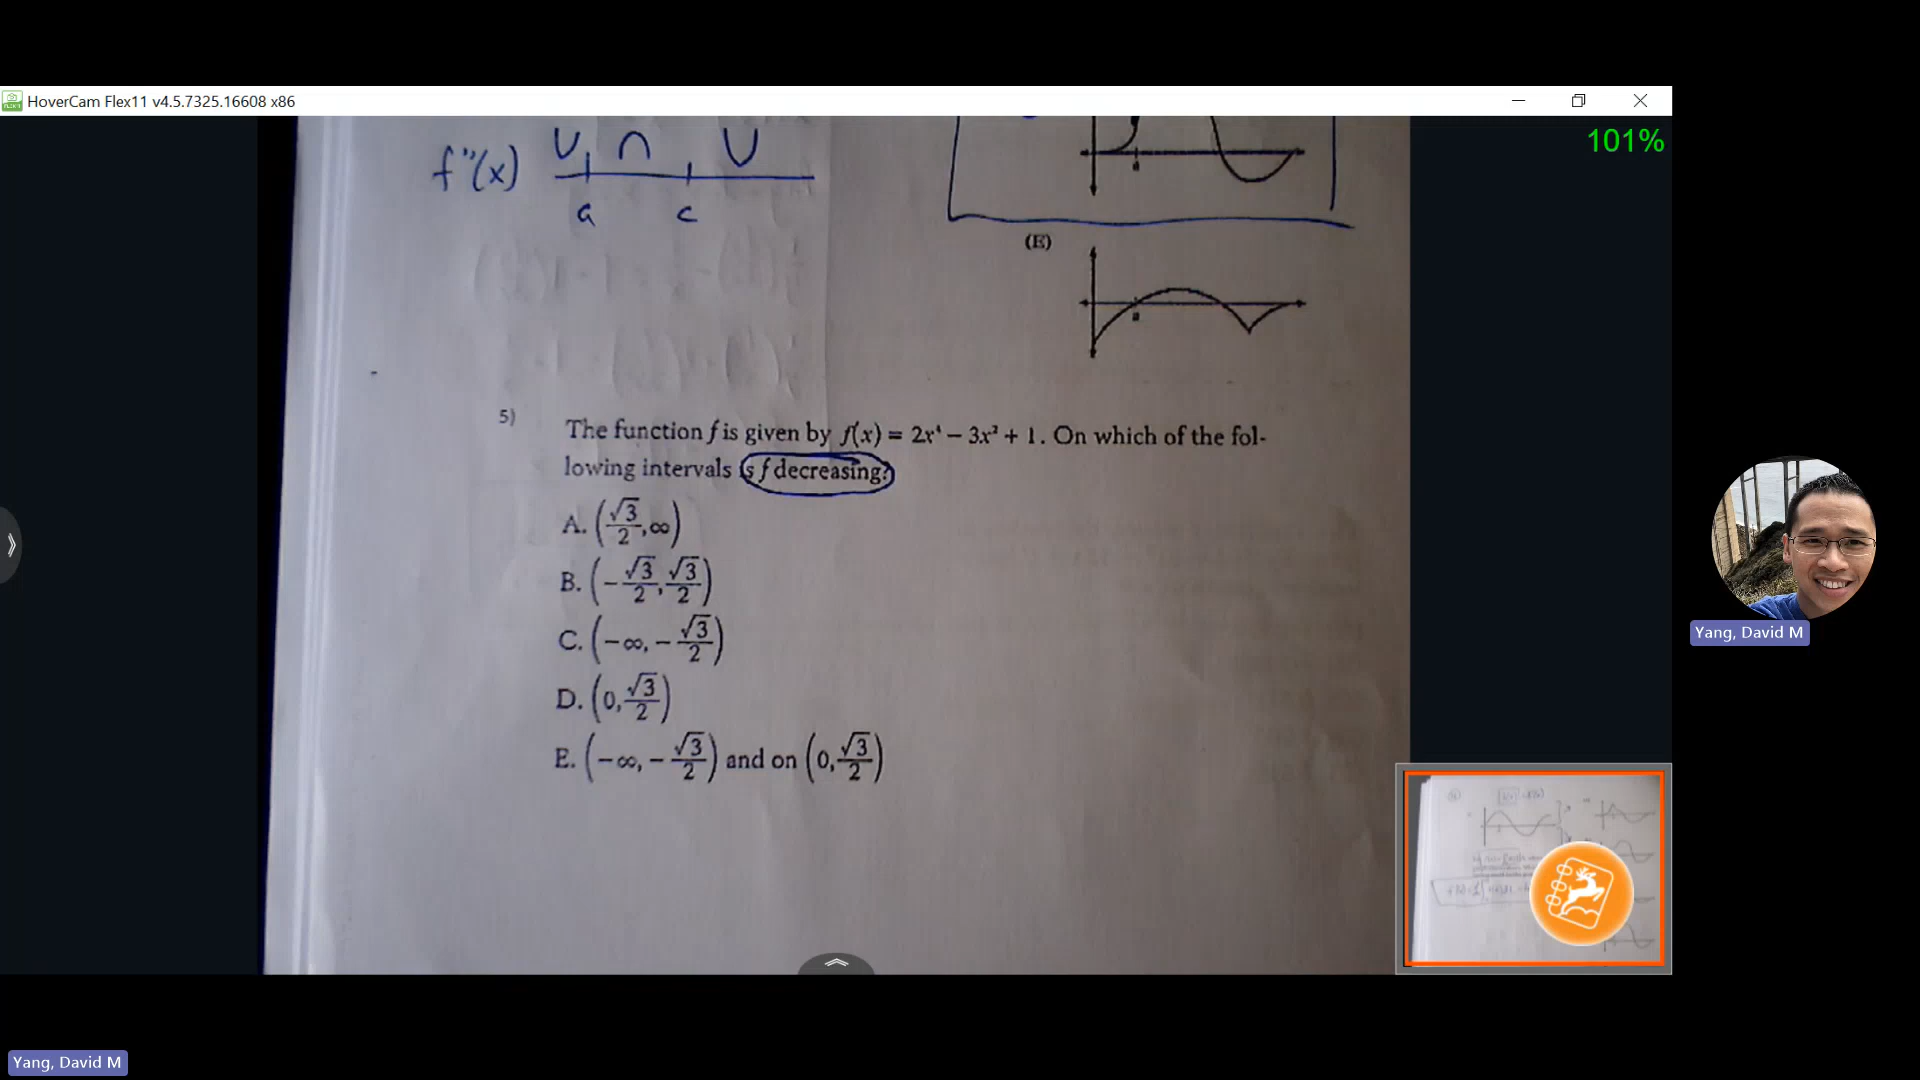 HoverCam Flex11 v4.5.7325.16608 x86
101%
f"(x)
a c
(E)
a
5) The function f is given by f(x) = 2x⁴ – 3x² + 1. On which of the fol-
lowing intervals is f decreasing?
A. (√3/2, ∞)
B. (-√3/2, √3/2)
C. (-∞, -√3/2)
D. (0, √3/2)
E. (-∞, -√3/2) and on (0, √3/2)
Yang, David M
Yang, David M